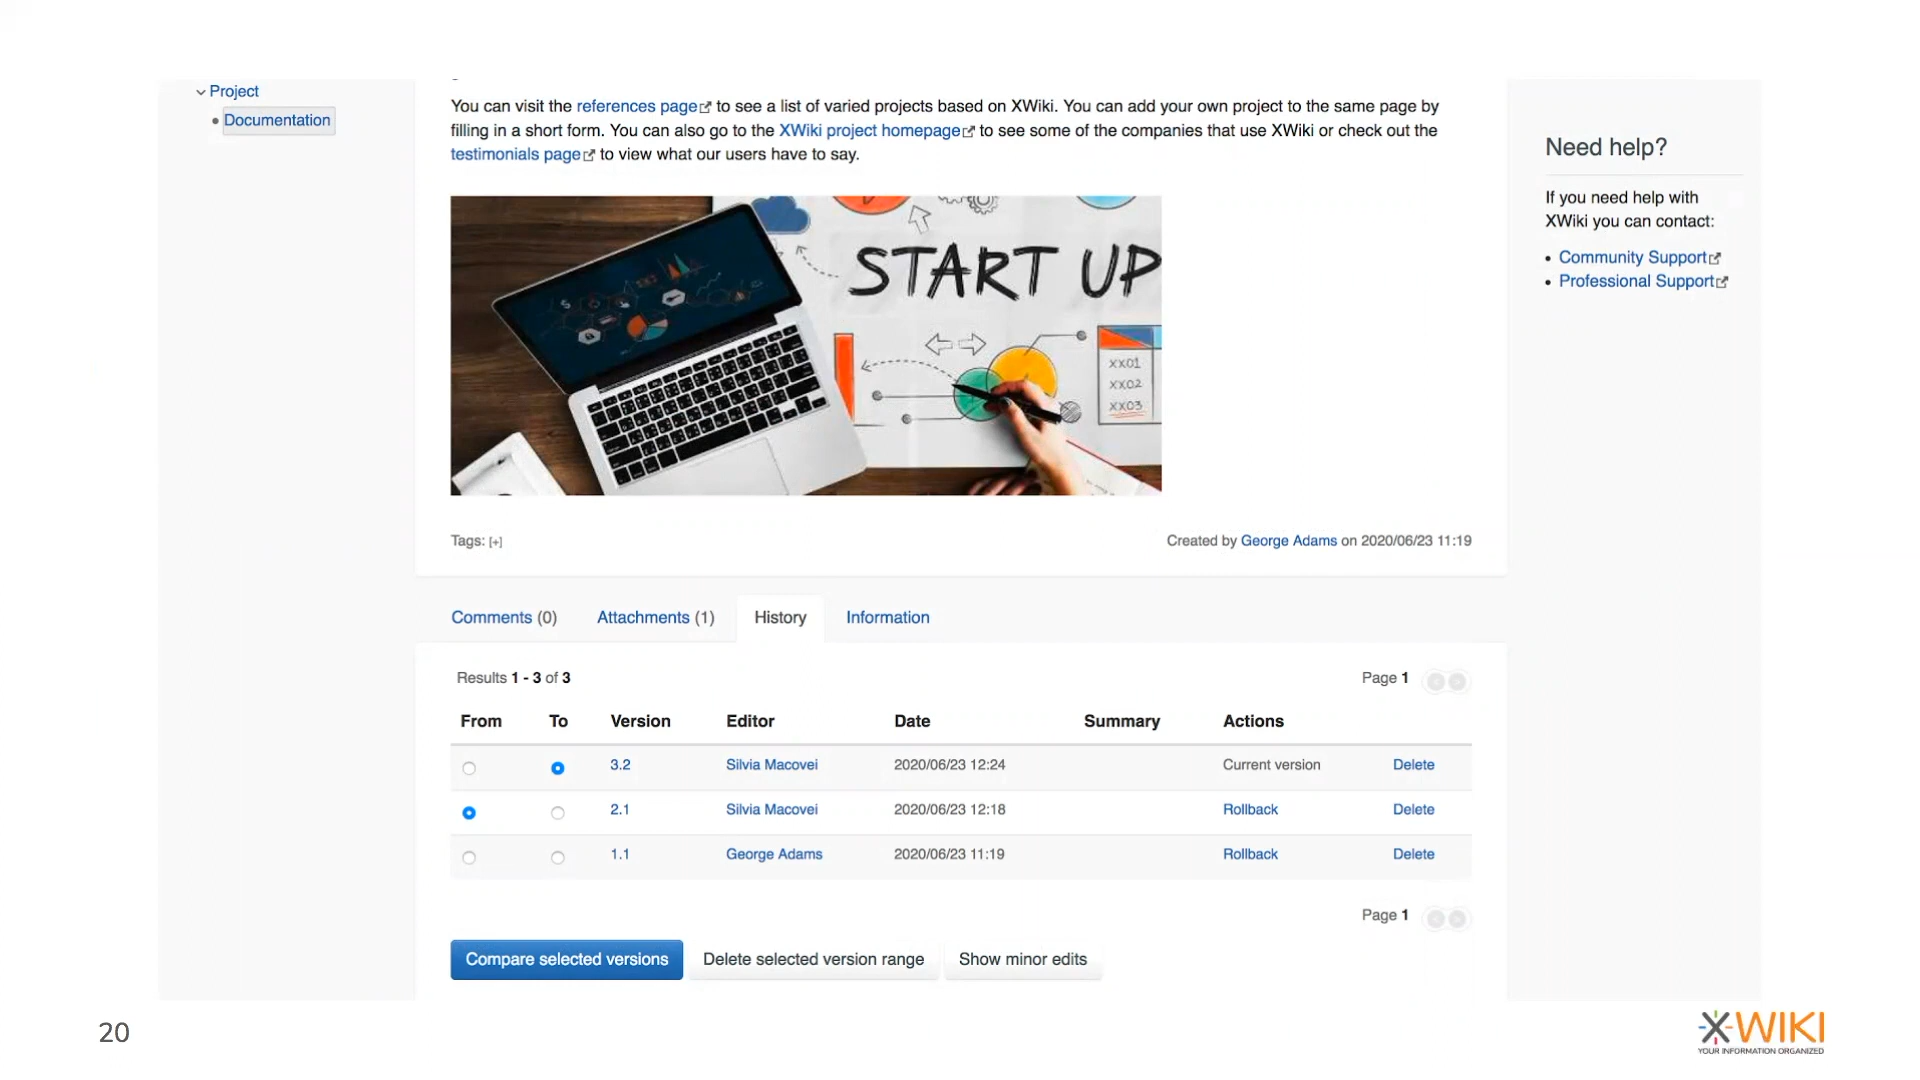 Project
Documentation
You can visit the references page to see a list of varied projects based on XWiki. You can add your own project to the same page by
filling in a short form. You can also go to the XWiki project homepage to see some of the companies that use XWiki or check out the
testimonials page to view what our users have to say.
START UP
XX01
XX02
XX03
Tags: [+]
Created by George Adams on 2020/06/23 11:19
Need help?
If you need help with
XWiki you can contact:
Community Support
Professional Support
Comments (0) Attachments (1) History Information
Results 1 - 3 of 3 Page 1
From To Version Editor Date Summary Actions
3.2 Silvia Macovei 2020/06/23 12:24 Current version Delete
2.1 Silvia Macovei 2020/06/23 12:18 Rollback Delete
1.1 George Adams 2020/06/23 11:19 Rollback Delete
Page 1
Compare selected versions Delete selected version range Show minor edits
20
XWIKI
YOUR INFORMATION ORGANIZED